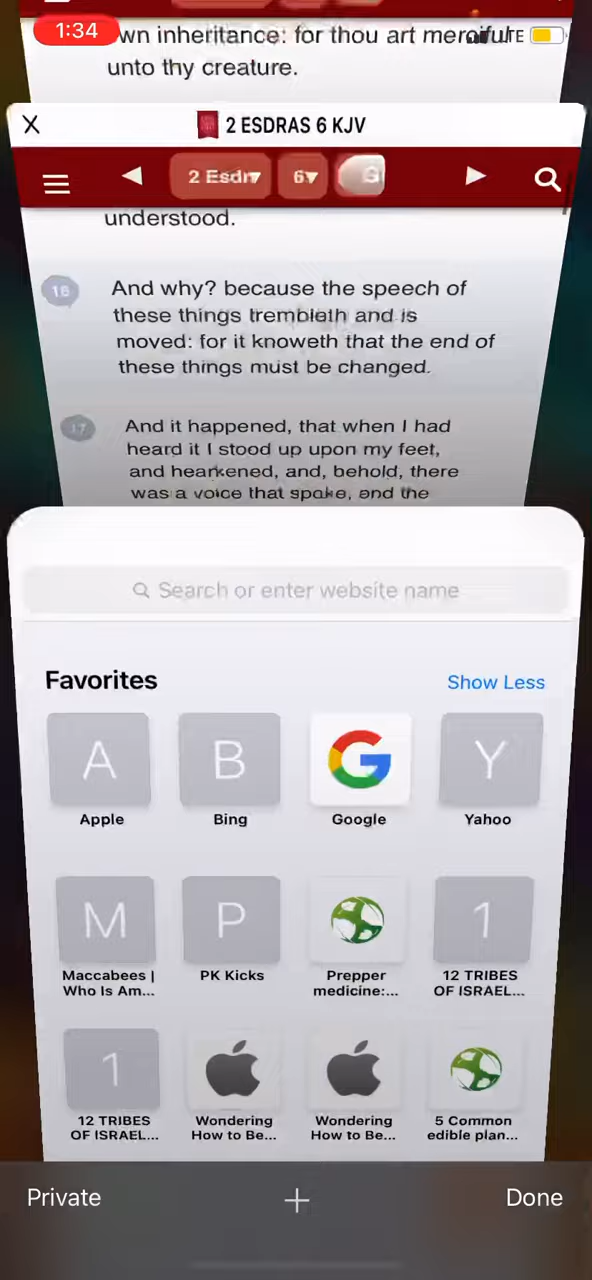 1:34
own inheritance: for thou art merciful
LTE
unto thy creature.
X
2 ESDRAS 6 KJV
2 Esdr
6
G
understood.
16
And why? because the speech of
these things trembleth and is
moved: for it knoweth that the end of
these things must be changed.
17
And it happened, that when I had
heard it I stood up upon my feet,
and hearkened, and, behold, there
was a voice that spake, and the
Search or enter website name
Favorites
Show Less
A
B
Y
Apple
Bing
Google
Yahoo
M
P
1
Maccabees |
Who Is Am...
PK Kicks
Prepper
medicine:...
12 TRIBES
OF ISRAEL...
1
12 TRIBES
OF ISRAEL...
Wondering
How to Be...
Wondering
How to Be...
5 Common
edible plan...
Private
+
Done